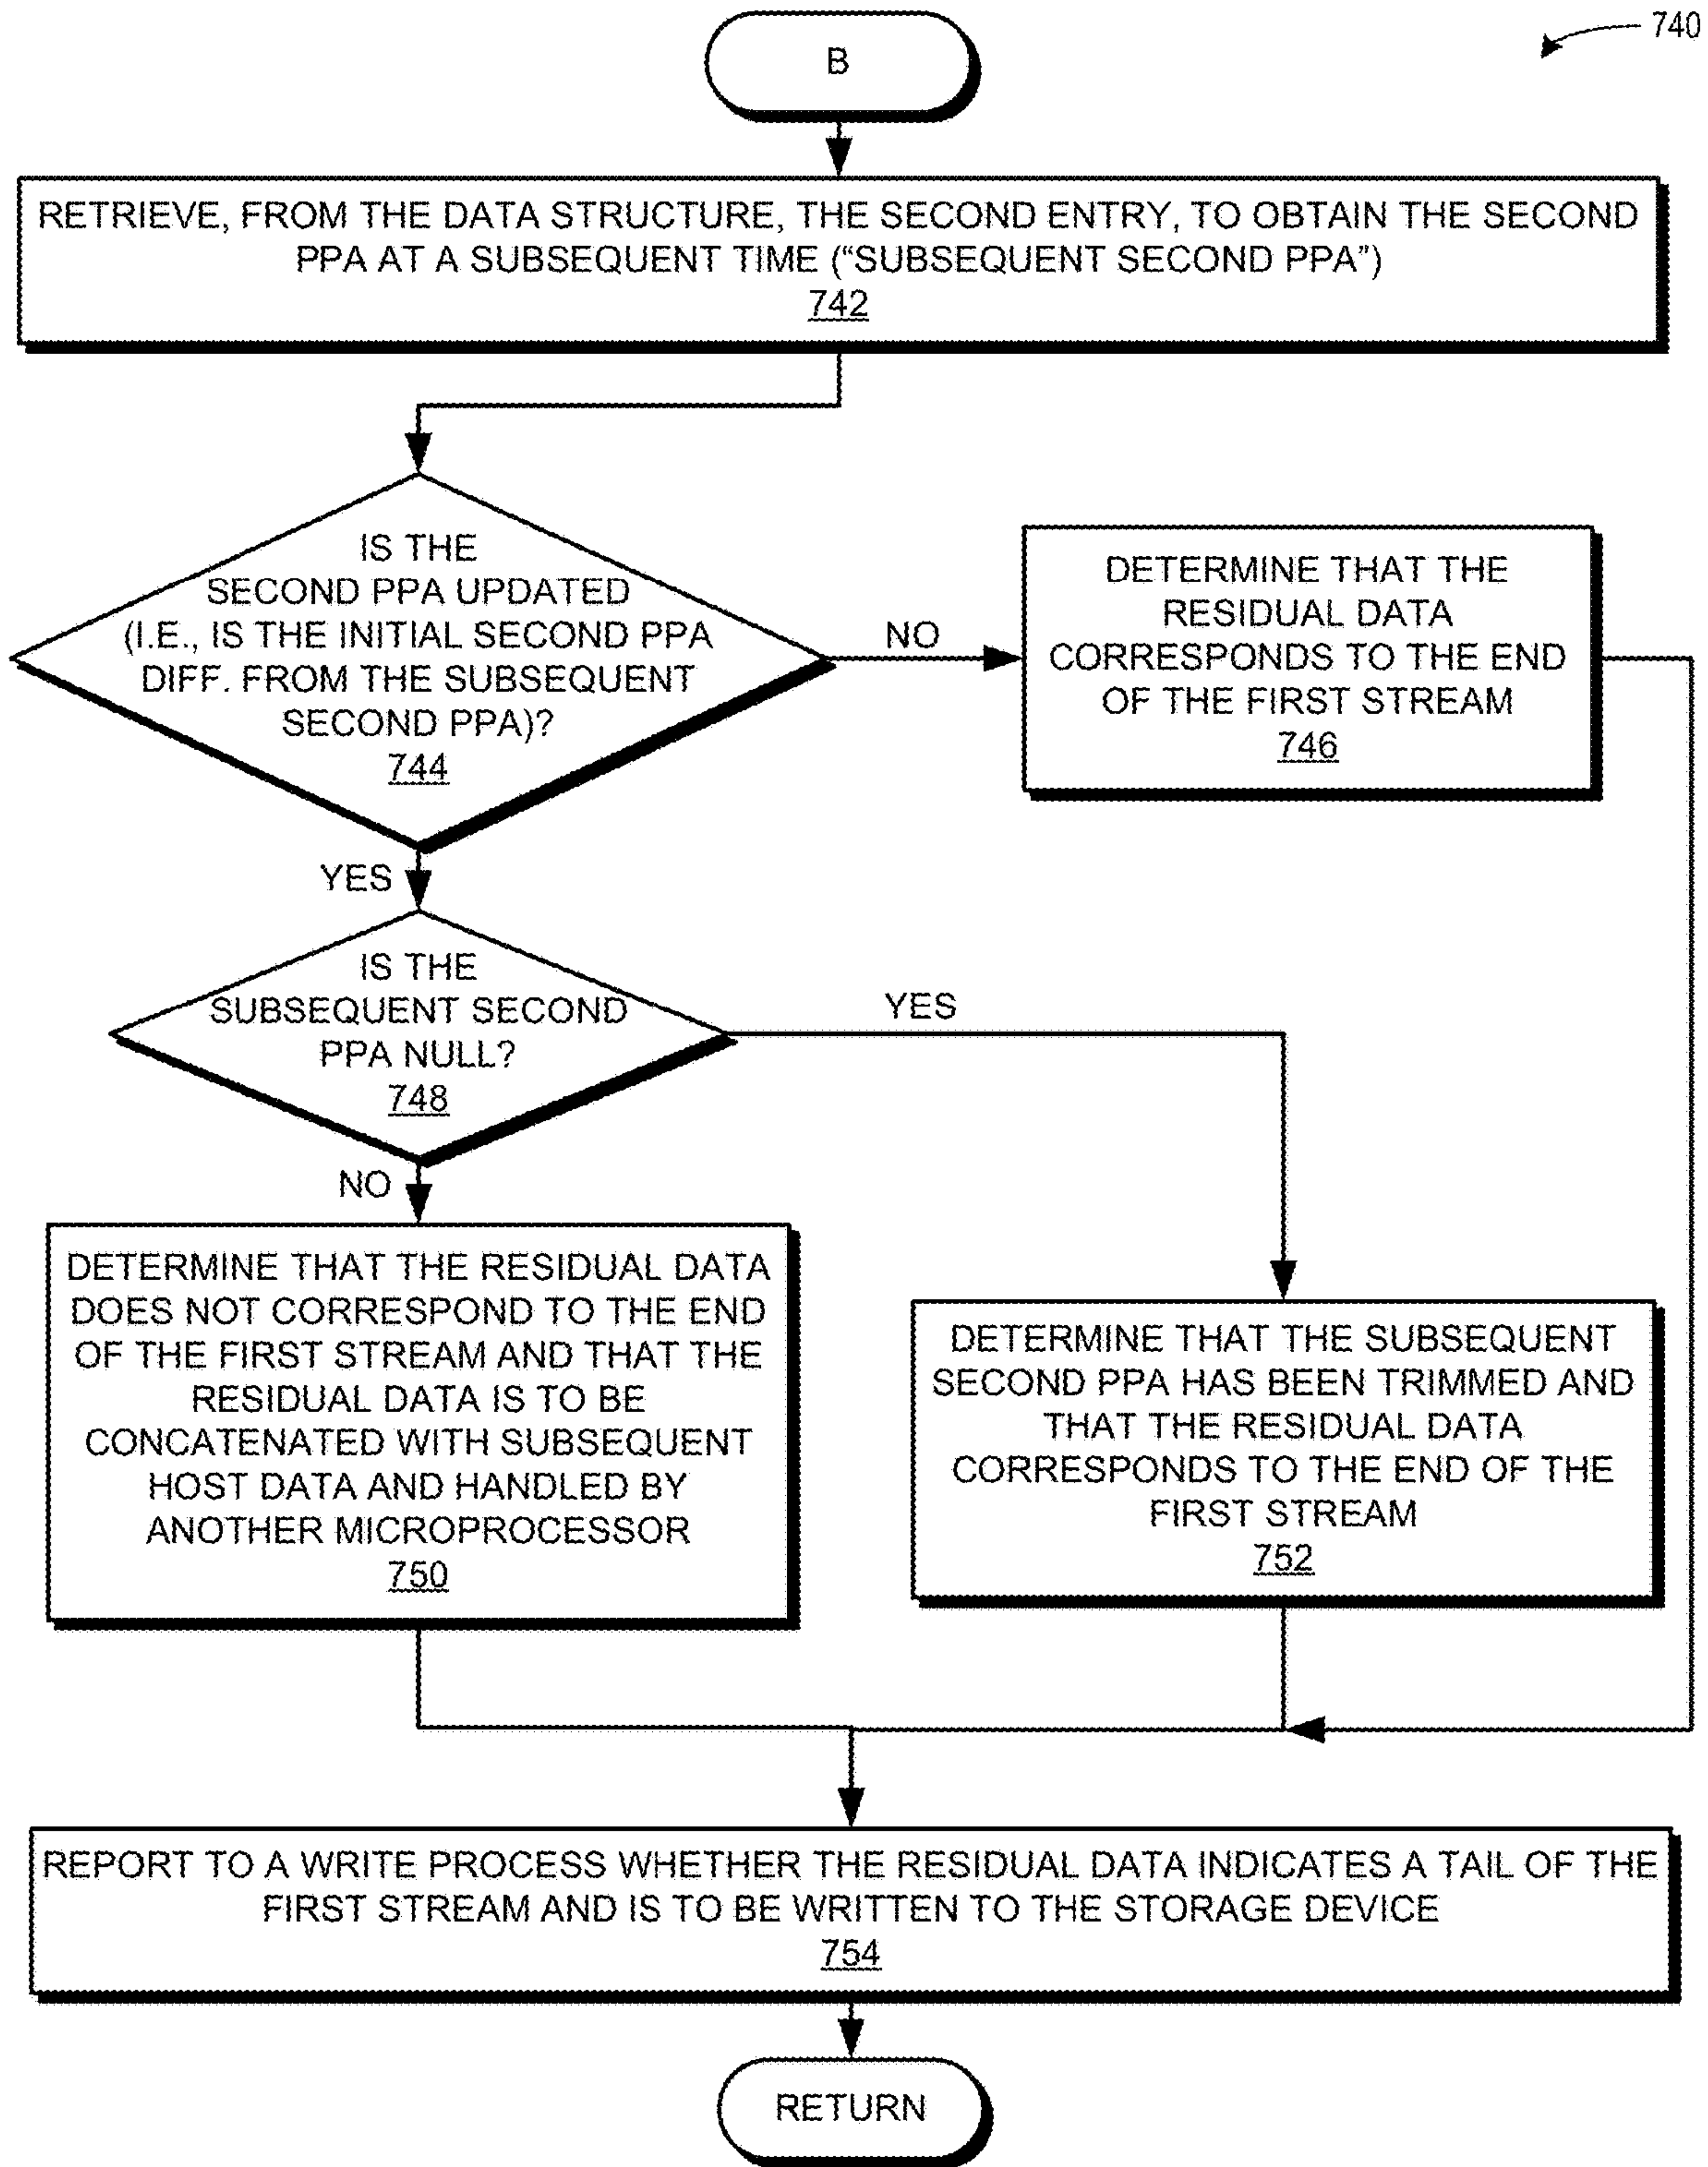 740
B
RETRIEVE, FROM THE DATA STRUCTURE, THE SECOND ENTRY, TO OBTAIN THE SECOND
PPA AT A SUBSEQUENT TIME (“SUBSEQUENT SECOND PPA”)
742
IS THE
SECOND PPA UPDATED
(I.E., IS THE INITIAL SECOND PPA
DIFF. FROM THE SUBSEQUENT
SECOND PPA)?
744
NO
DETERMINE THAT THE
RESIDUAL DATA
CORRESPONDS TO THE END
OF THE FIRST STREAM
746
YES
IS THE
SUBSEQUENT SECOND
PPA NULL?
748
YES
NO
DETERMINE THAT THE RESIDUAL DATA
DOES NOT CORRESPOND TO THE END
OF THE FIRST STREAM AND THAT THE
RESIDUAL DATA IS TO BE
CONCATENATED WITH SUBSEQUENT
HOST DATA AND HANDLED BY
ANOTHER MICROPROCESSOR
750
DETERMINE THAT THE SUBSEQUENT
SECOND PPA HAS BEEN TRIMMED AND
THAT THE RESIDUAL DATA
CORRESPONDS TO THE END OF THE
FIRST STREAM
752
REPORT TO A WRITE PROCESS WHETHER THE RESIDUAL DATA INDICATES A TAIL OF THE
FIRST STREAM AND IS TO BE WRITTEN TO THE STORAGE DEVICE
754
RETURN